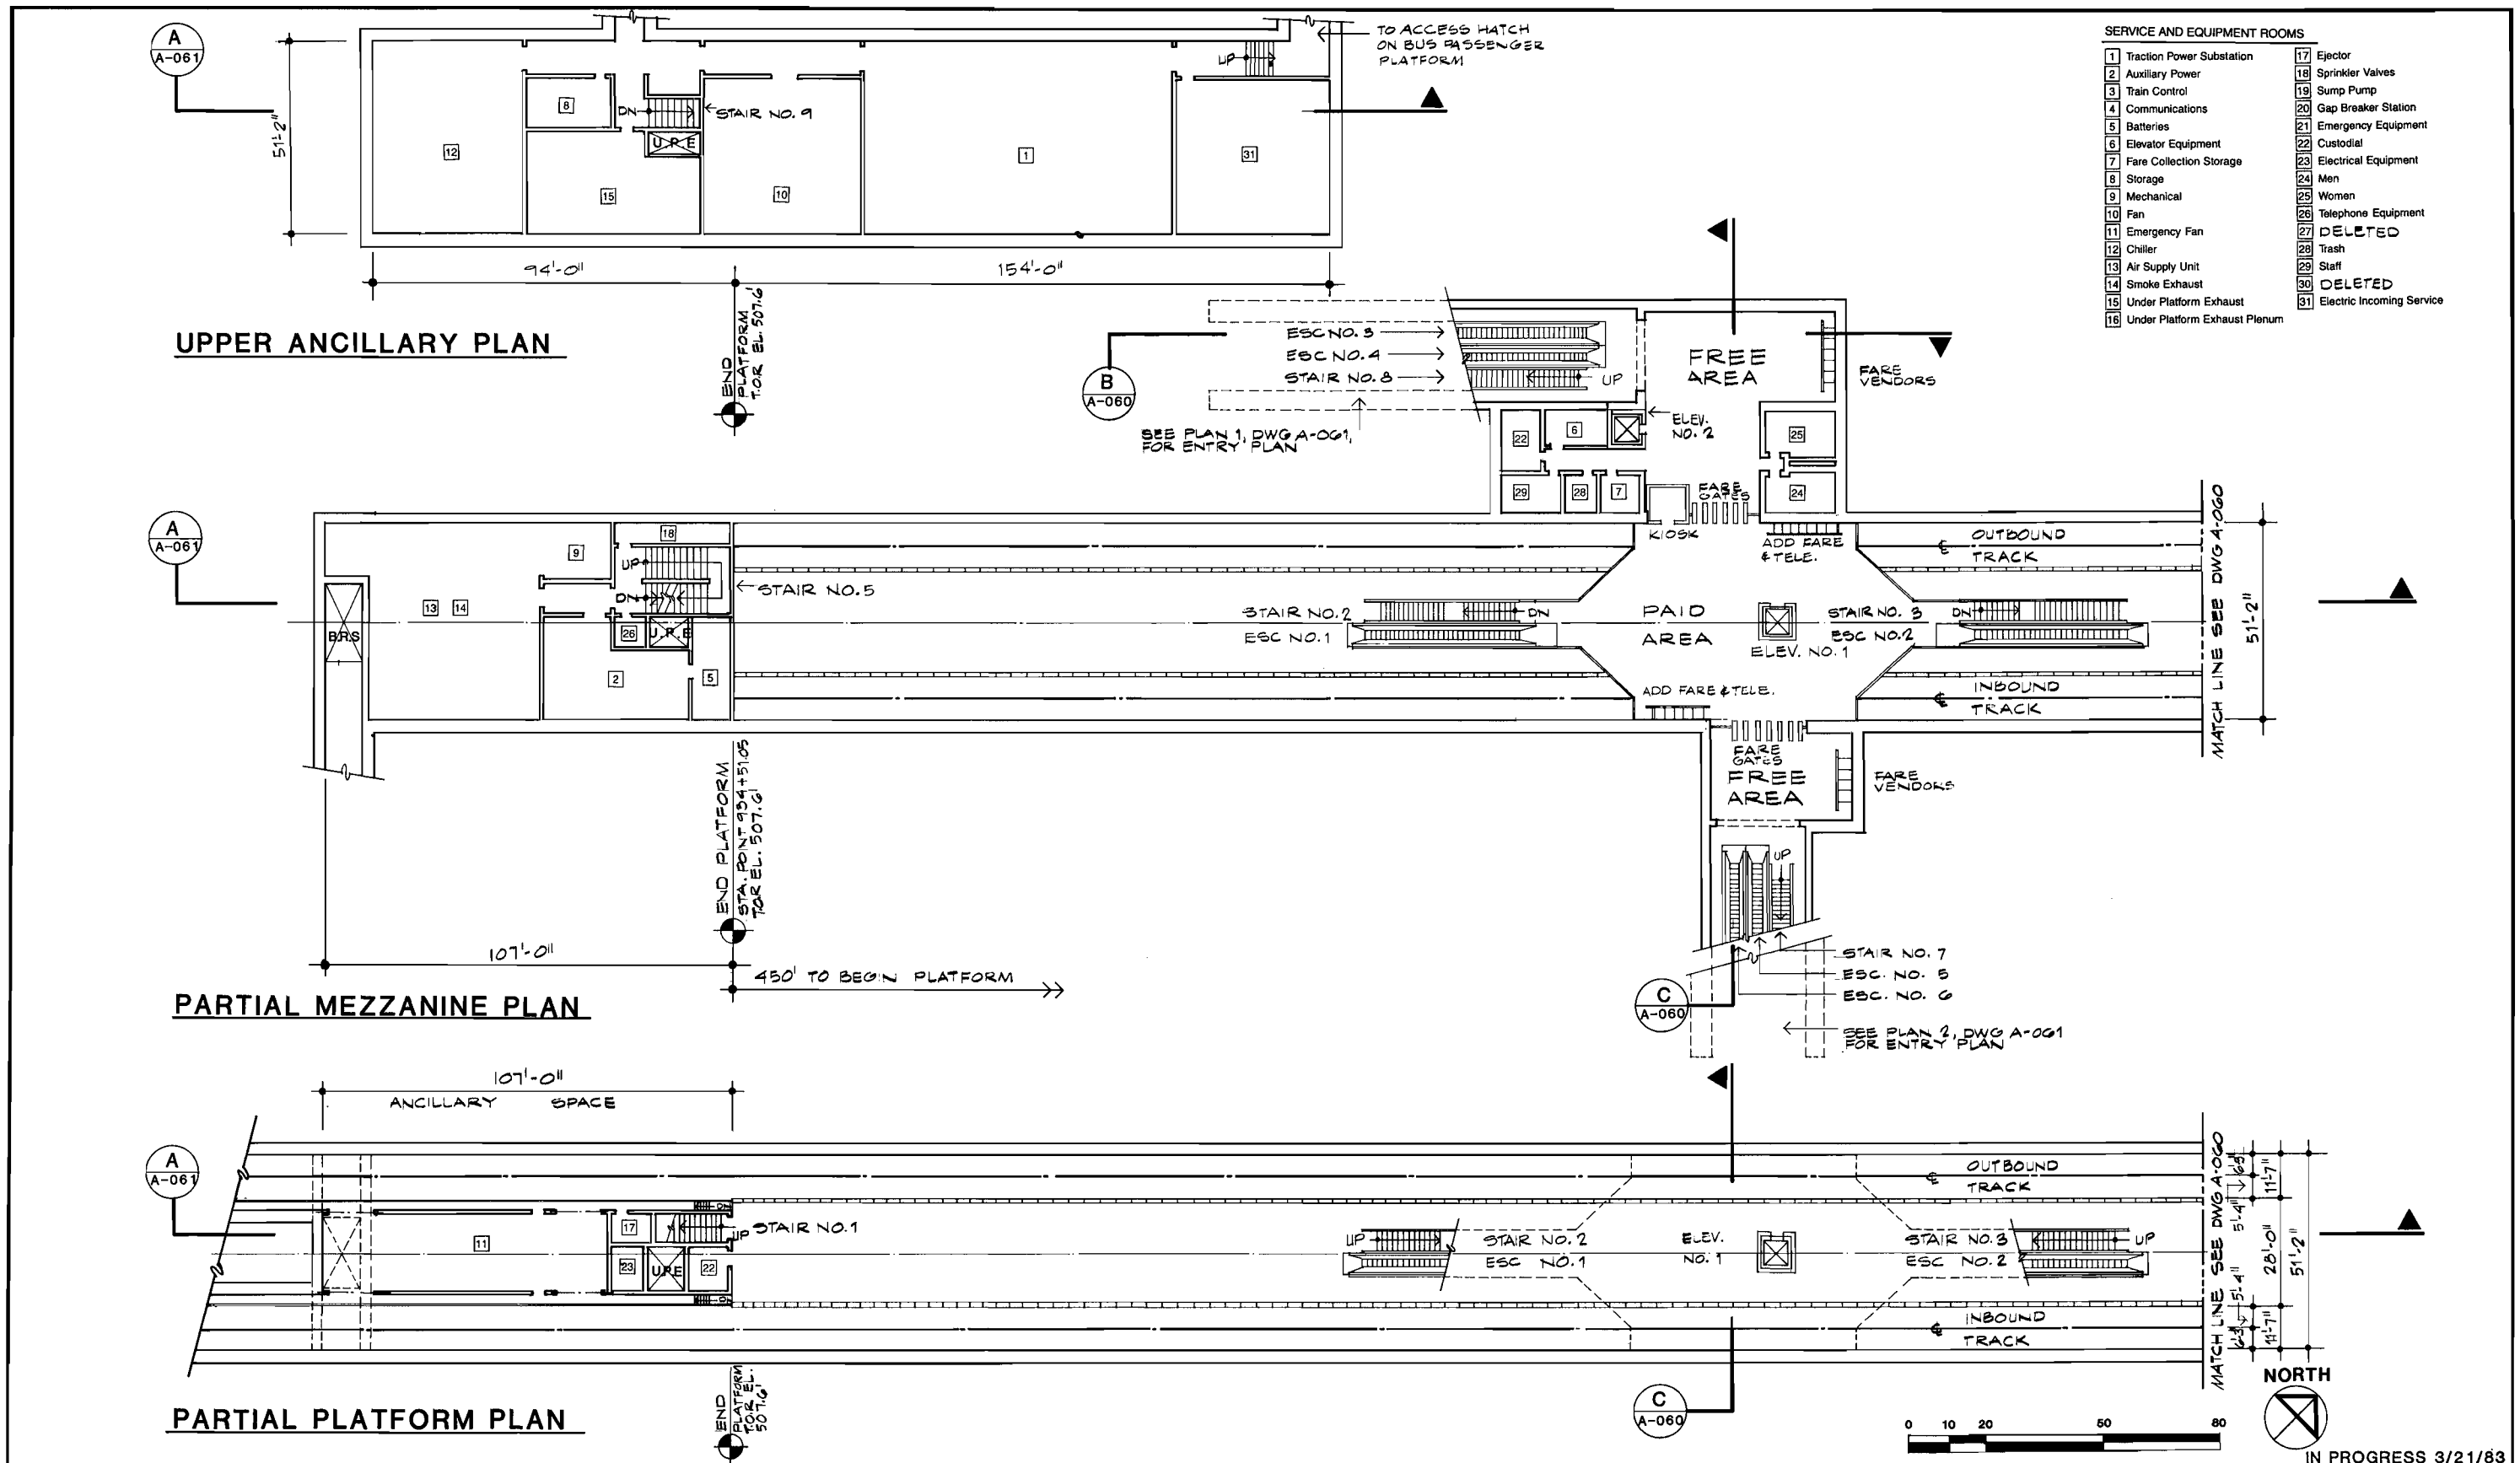 A
A-061
TO ACCESS HATCH
ON BUS PASSENGER
PLATFORM
UP
51'-2"
8
DN
STAIR NO. 9
U.P.E
12
15
10
1
31
94'-0"
154'-0"
UPPER ANCILLARY PLAN
END
PLATFORM
T.O.R EL. 507.6'
SERVICE AND EQUIPMENT ROOMS
1 Traction Power Substation
2 Auxiliary Power
3 Train Control
4 Communications
5 Batteries
6 Elevator Equipment
7 Fare Collection Storage
8 Storage
9 Mechanical
10 Fan
11 Emergency Fan
12 Chiller
13 Air Supply Unit
14 Smoke Exhaust
15 Under Platform Exhaust
16 Under Platform Exhaust Plenum
17 Ejector
18 Sprinkler Valves
19 Sump Pump
20 Gap Breaker Station
21 Emergency Equipment
22 Custodial
23 Electrical Equipment
24 Men
25 Women
26 Telephone Equipment
27 DELETED
28 Trash
29 Staff
30 DELETED
31 Electric Incoming Service
B
A-060
ESC NO. 3
ESC NO. 4
STAIR NO. 8
UP
FREE
AREA
FARE
VENDORS
SEE PLAN 1, DWG A-061,
FOR ENTRY PLAN
ELEV.
NO. 2
22
6
25
29
28
7
24
FARE
GATES
KIOSK
ADD FARE
& TELE.
A
A-061
18
9
UP
DN
STAIR NO. 5
13
14
B.R.S
26
U.P.E
2
5
STAIR NO. 2
ESC NO. 1
DN
PAID
AREA
ELEV. NO. 1
STAIR NO. 3
ESC NO. 2
DN
OUTBOUND
TRACK
INBOUND
TRACK
MATCH LINE SEE DWG A-060
51'-2"
ADD FARE & TELE.
FARE
GATES
FREE
AREA
FARE
VENDORS
UP
STAIR NO. 7
ESC. NO. 5
ESC. NO. 6
C
A-060
SEE PLAN 2, DWG A-061
FOR ENTRY PLAN
END PLATFORM
STA. POINT 934+51.05
T.O.R EL. 507.6'
107'-0"
450' TO BEGIN PLATFORM
PARTIAL MEZZANINE PLAN
107'-0"
ANCILLARY SPACE
A
A-061
11
17
23
U.P.E
22
DN
UP
STAIR NO. 1
UP
STAIR NO. 2
ESC NO. 1
ELEV.
NO. 1
STAIR NO. 3
ESC NO. 2
UP
OUTBOUND
TRACK
INBOUND
TRACK
MATCH LINE SEE DWG A-060
6'3"
11'-7"
5'-4"
28'-0"
51'-2"
5'-4"
6'3"
11'-7"
END
PLATFORM
T.O.R EL.
507.6'
PARTIAL PLATFORM PLAN
C
A-060
0 10 20 50 80
NORTH
IN PROGRESS 3/21/83